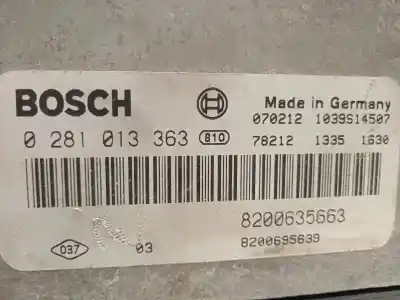 BOSCH
Made in Germany
070212 1039S14507
0 281 013 363 810
78212 1335 1630
8200635663
037 03
8200695639